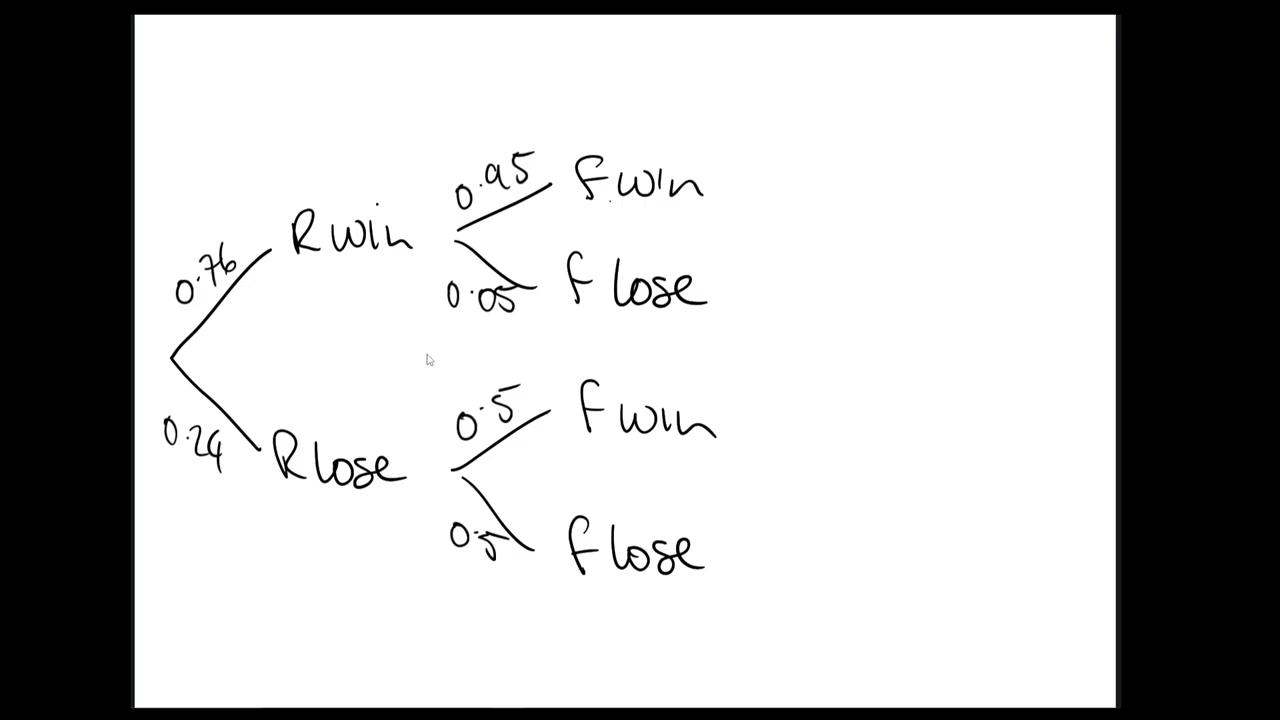 0.95 F win
R win
0.76
0.05 F lose
0.5 F win
0.24
R lose
0.5 F lose